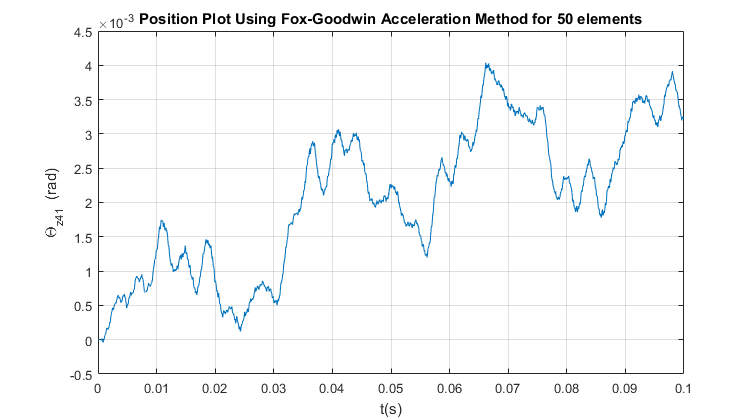 ×10⁻³ Position Plot Using Fox-Goodwin Acceleration Method for 50 elements
4.5
4
3.5
3
2.5
2
1.5
1
0.5
0
-0.5
Θz41 (rad)
0 0.01 0.02 0.03 0.04 0.05 0.06 0.07 0.08 0.09 0.1
t(s)